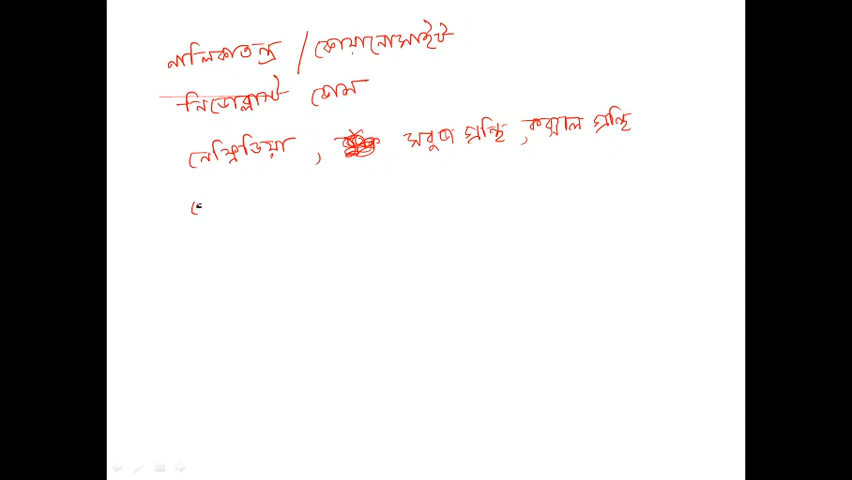 নালিকাতন্ত্র / কোয়ানোসাইট
নিডোব্লাস্ট কোষ
নেফ্রিডিয়া, সবুজ গ্রন্থি, কক্সাল গ্রন্থি